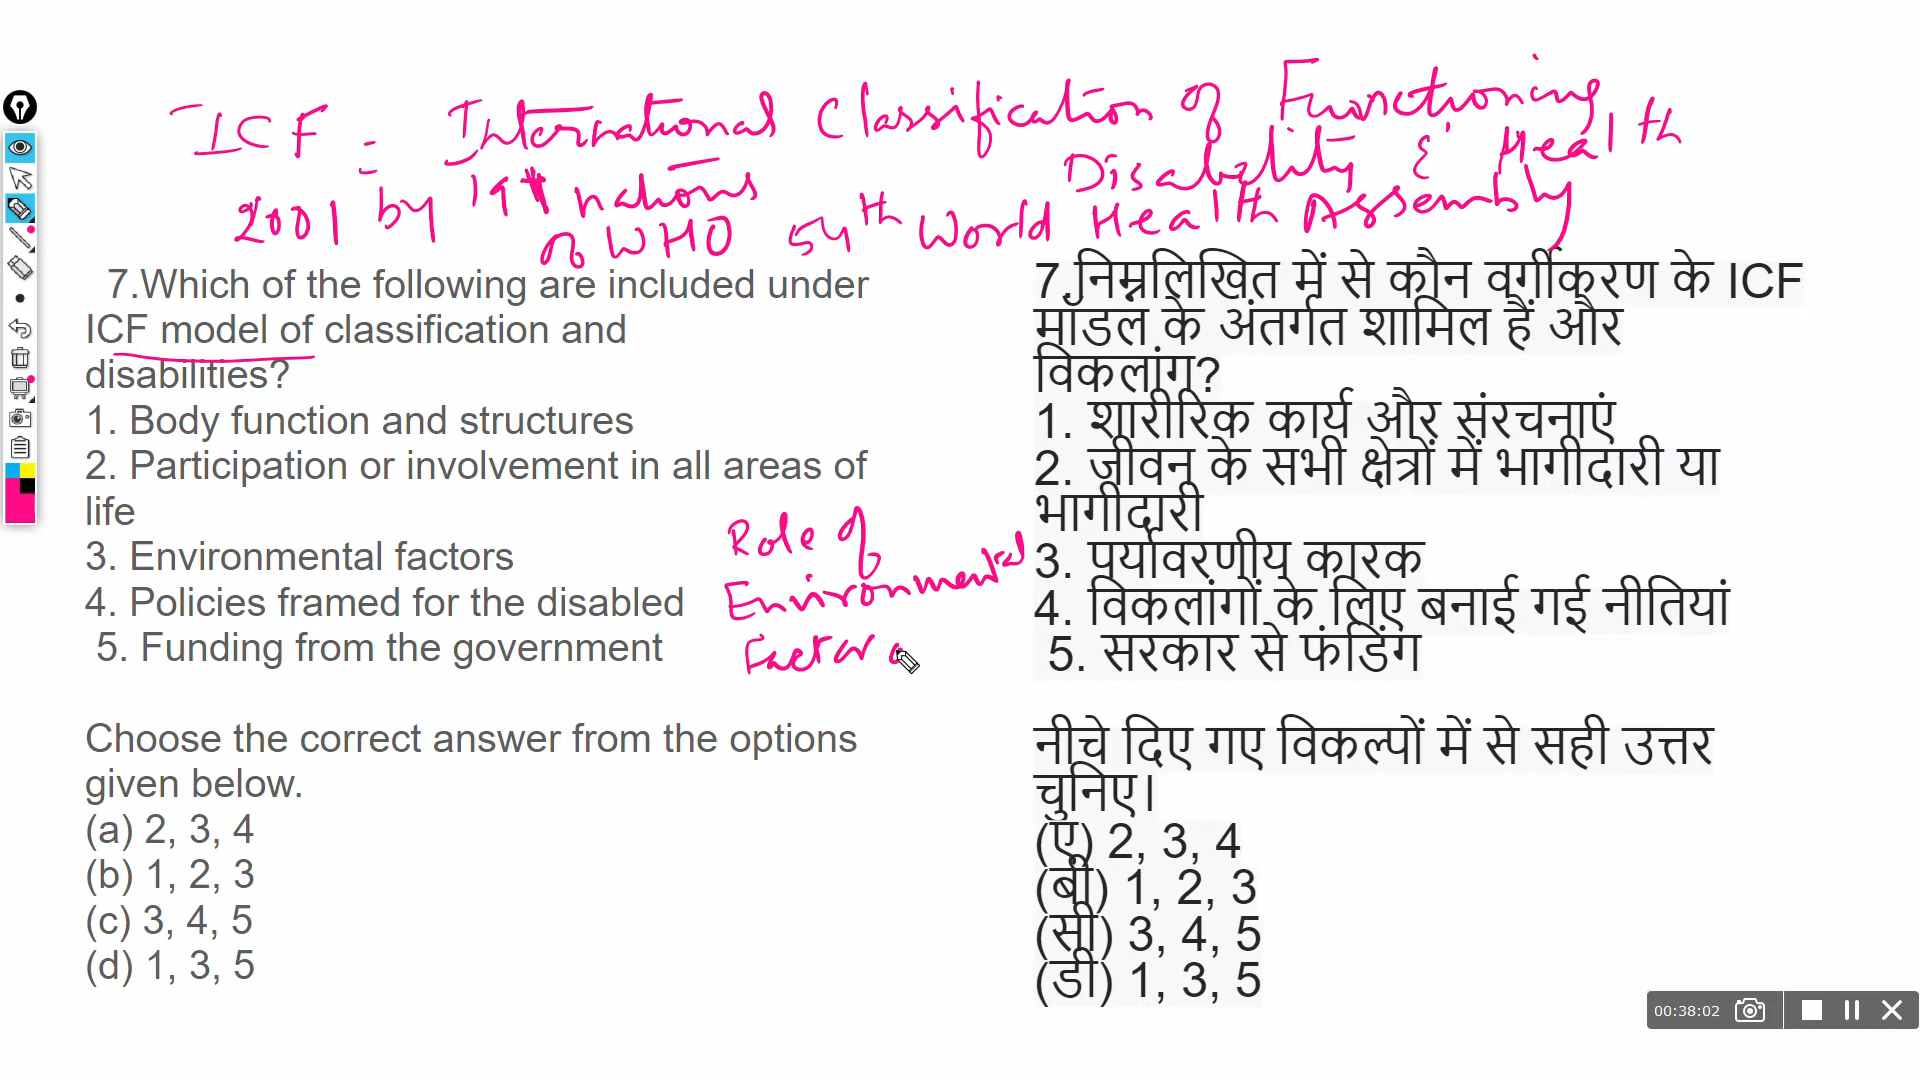 ICF = International Classification of Functioning
Disability & Health
2001 by 191 nations
of WHO 54th World Health Assembly
7.Which of the following are included under
ICF model of classification and
disabilities?
1. Body function and structures
2. Participation or involvement in all areas of
life
3. Environmental factors
4. Policies framed for the disabled
5. Funding from the government
Role of
Environmental
Factor
Choose the correct answer from the options
given below.
(a) 2, 3, 4
(b) 1, 2, 3
(c) 3, 4, 5
(d) 1, 3, 5
7.निम्नलिखित में से कौन वर्गीकरण के ICF
मॉडल के अंतर्गत शामिल हैं और
विकलांग?
1. शारीरिक कार्य और संरचनाएं
2. जीवन के सभी क्षेत्रों में भागीदारी या
भागीदारी
3. पर्यावरणीय कारक
4. विकलांगों के लिए बनाई गई नीतियां
5. सरकार से फंडिंग
नीचे दिए गए विकल्पों में से सही उत्तर
चुनिए।
(ए) 2, 3, 4
(बी) 1, 2, 3
(सी) 3, 4, 5
(डी) 1, 3, 5
00:38:02